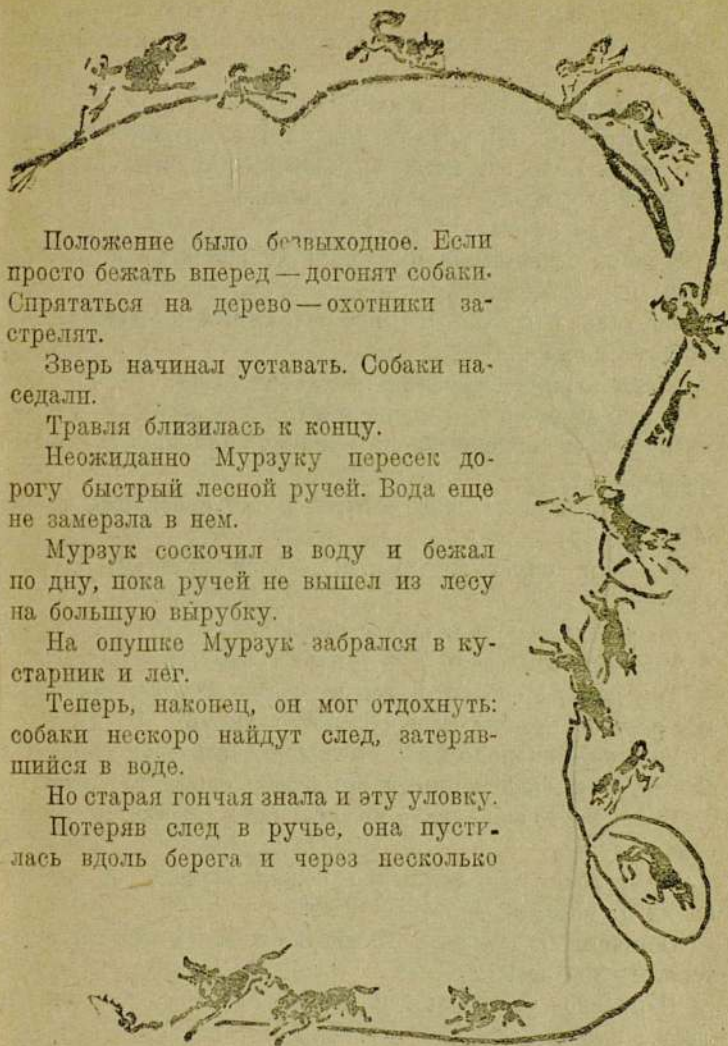 Положение было безвыходное. Если
просто бежать вперед — догонят собаки.
Спрятаться на дерево — охотники за-
стрелят.
Зверь начинал уставать. Собаки на-
седали.
Травля близилась к концу.
Неожиданно Мурзуку пересек до-
рогу быстрый лесной ручей. Вода еще
не замерзла в нем.
Мурзук соскочил в воду и бежал
по дну, пока ручей не вышел из лесу
на большую вырубку.
На опушке Мурзук забрался в ку-
старник и лёг.
Теперь, наконец, он мог отдохнуть:
собаки нескоро найдут след, затеряв-
шийся в воде.
Но старая гончая знала и эту уловку.
Потеряв след в ручье, она пусти-
лась вдоль берега и через несколько